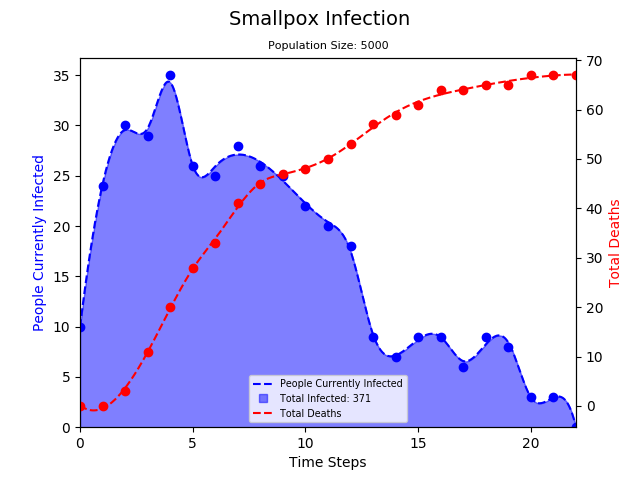 Smallpox Infection
Population Size: 5000
35
30
25
20
15
10
5
0
People Currently Infected
70
60
50
40
30
20
10
0
Total Deaths
People Currently Infected
Total Infected: 371
Total Deaths
0 5 10 15 20
Time Steps